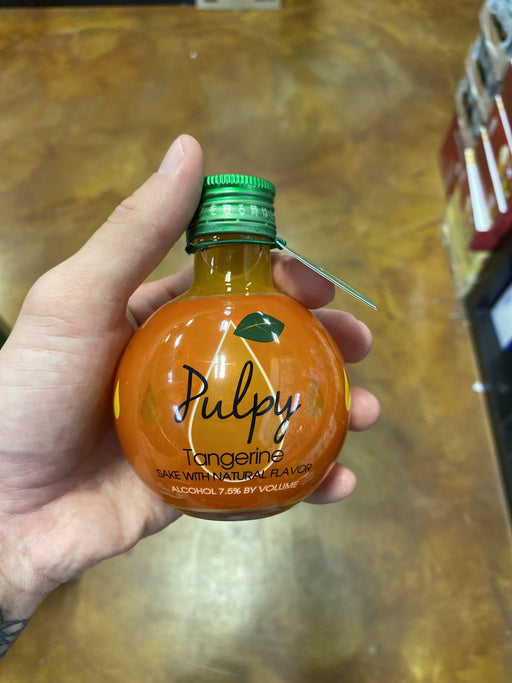 Pulpy
Tangerine
SAKE WITH NATURAL FLAVOR
ALCOHOL 7.5% BY VOLUME